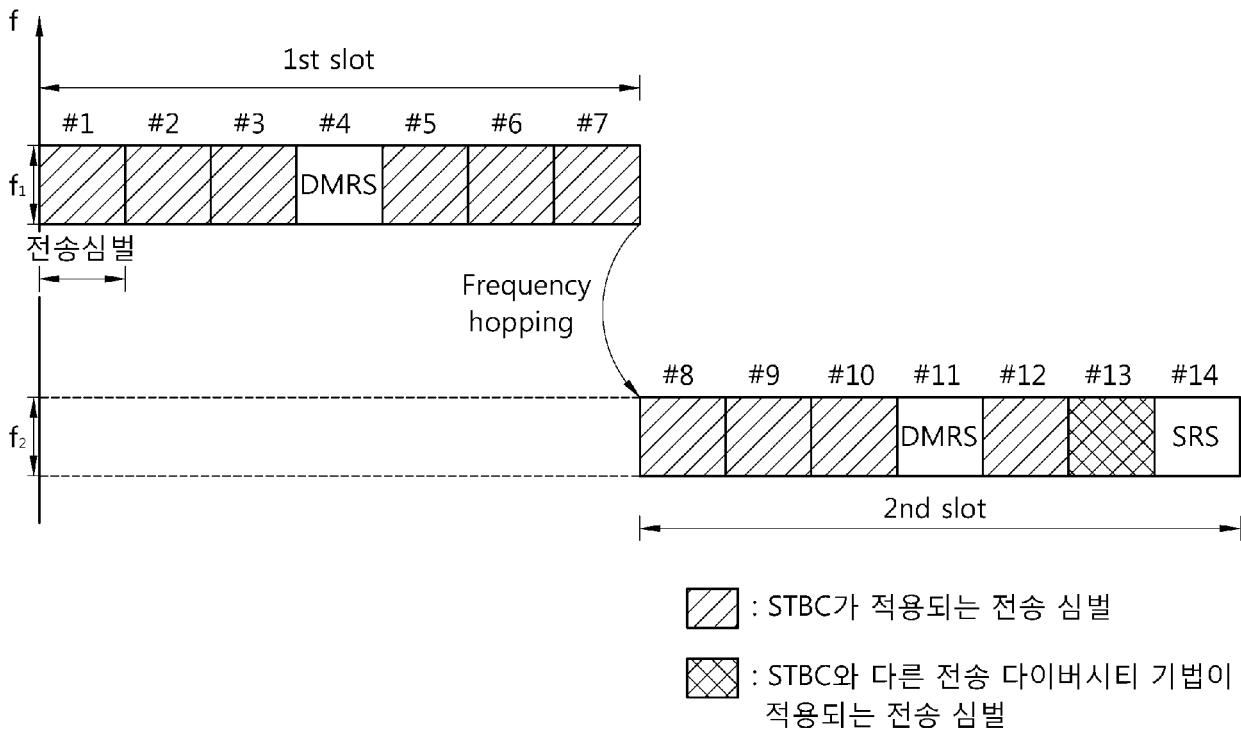 f
1st slot
#1 #2 #3 #4 #5 #6 #7
f1
DMRS
전송심벌
Frequency
hopping
#8 #9 #10 #11 #12 #13 #14
f2
DMRS
SRS
2nd slot
: STBC가 적용되는 전송 심벌
: STBC와 다른 전송 다이버시티 기법이
적용되는 전송 심벌